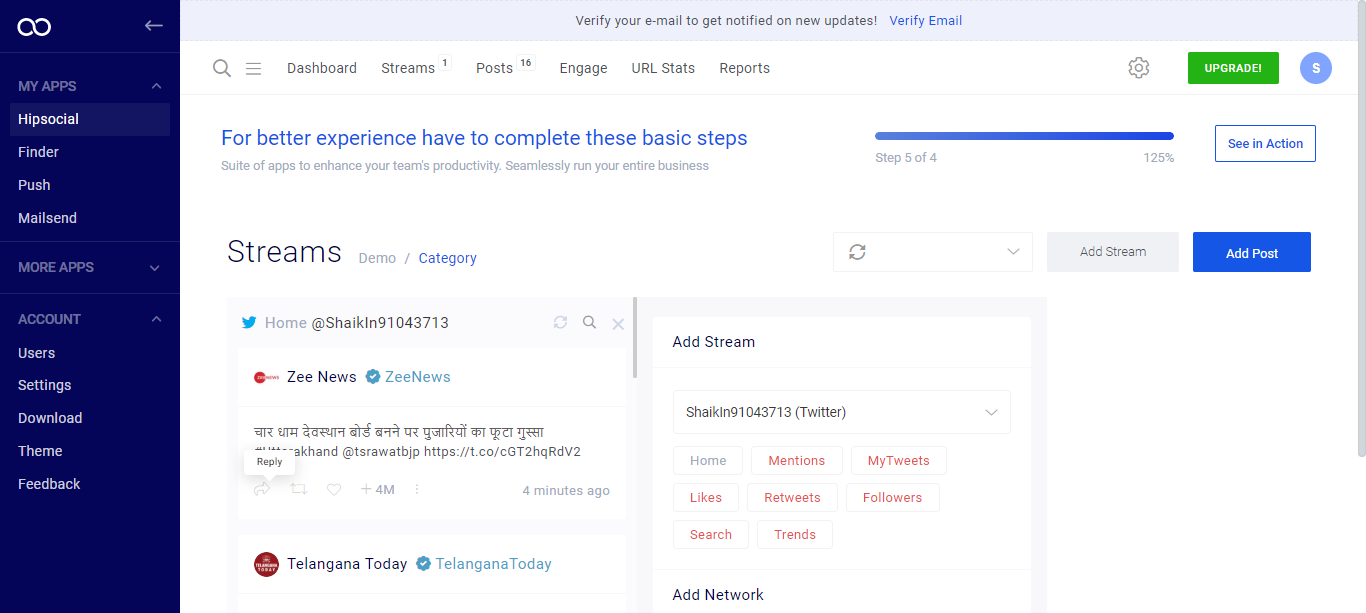 Verify your e-mail to get notified on new updates! Verify Email
MY APPS
Hipsocial
Finder
Push
Mailsend
MORE APPS
ACCOUNT
Users
Settings
Download
Theme
Feedback
Dashboard Streams 1 Posts 16 Engage URL Stats Reports UPGRADE! S
For better experience have to complete these basic steps
Suite of apps to enhance your team's productivity. Seamlessly run your entire business
Step 5 of 4 125%
See in Action
Streams Demo / Category
Add Stream Add Post
Home @ShaikIn91043713
Zee News ZeeNews
चार धाम देवस्थान बोर्ड बनने पर पुजारियों का फूटा गुस्सा
#Uttarakhand @tsrawatbjp https://t.co/cGT2hqRdV2
Reply
+ 4M 4 minutes ago
TELANGANA
TODAY
Telangana Today TelanganaToday
Add Stream
ShaikIn91043713 (Twitter)
Home Mentions MyTweets
Likes Retweets Followers
Search Trends
Add Network